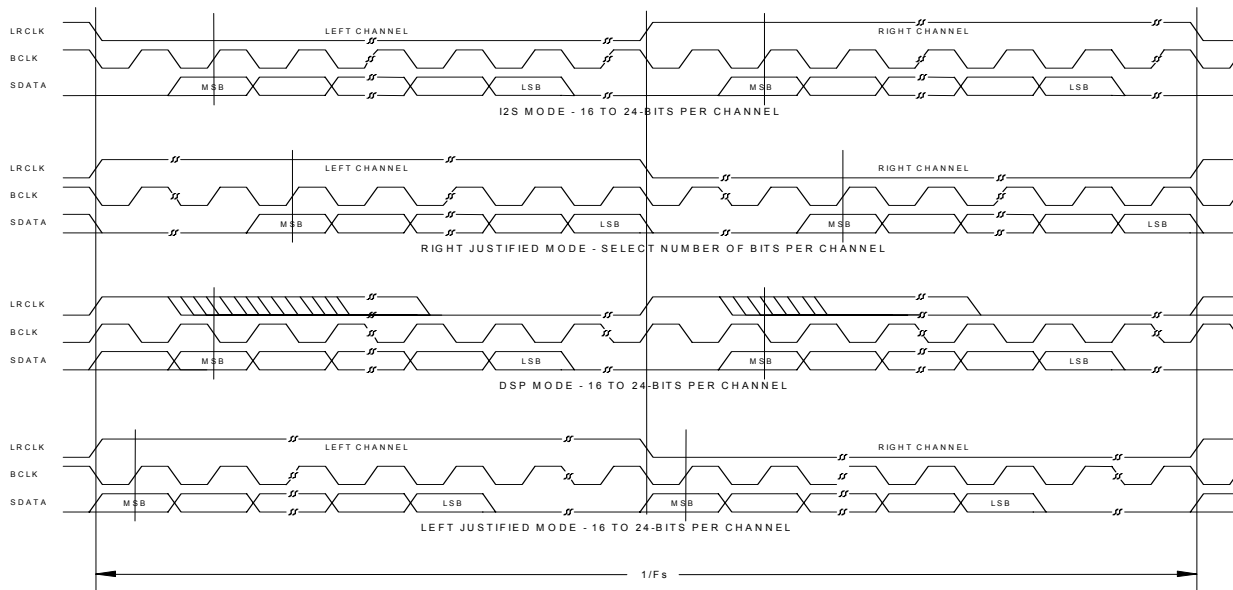 LRCLK LEFT CHANNEL RIGHT CHANNEL
BCLK
SDATA MSB LSB MSB LSB
I2S MODE - 16 TO 24-BITS PER CHANNEL
LRCLK LEFT CHANNEL RIGHT CHANNEL
BCLK
SDATA MSB LSB MSB LSB
RIGHT JUSTIFIED MODE - SELECT NUMBER OF BITS PER CHANNEL
LRCLK
BCLK
SDATA MSB LSB MSB LSB
DSP MODE - 16 TO 24-BITS PER CHANNEL
LRCLK LEFT CHANNEL RIGHT CHANNEL
BCLK
SDATA MSB LSB MSB LSB
LEFT JUSTIFIED MODE - 16 TO 24-BITS PER CHANNEL
1/Fs